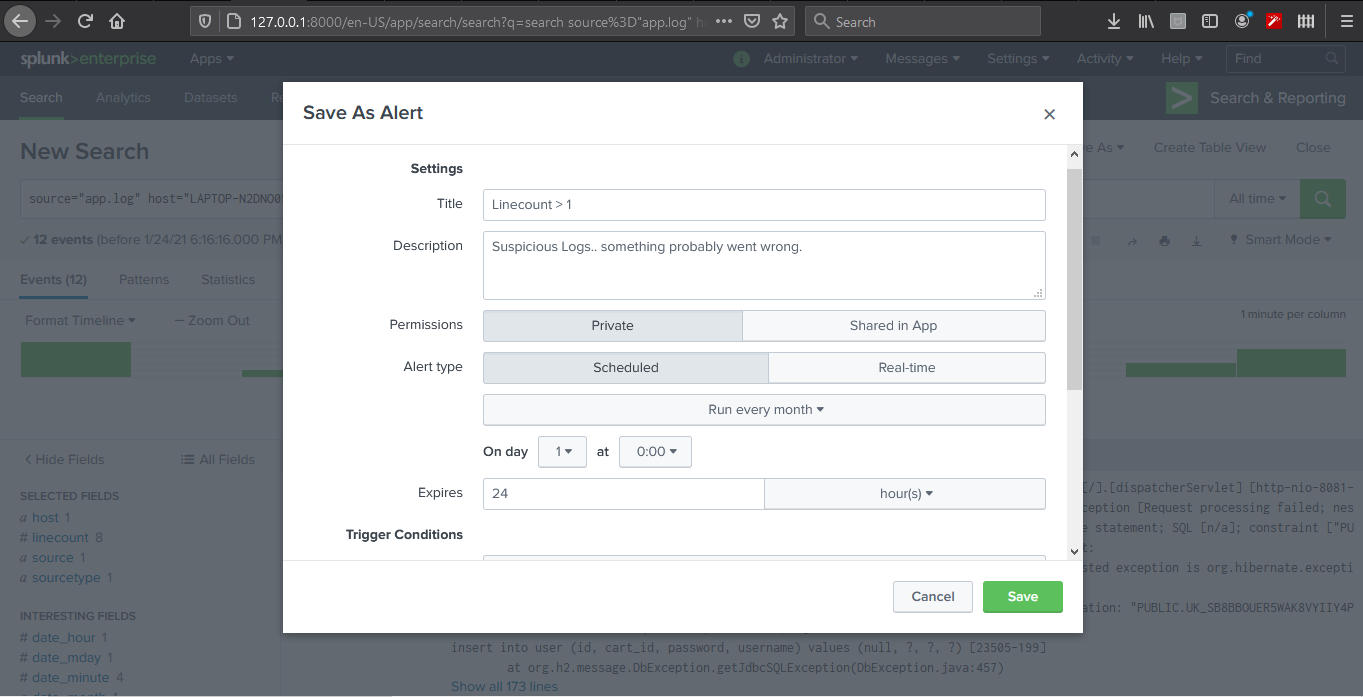 127.0.0.1:8000/en-US/app/search/search?q=search source%3D"app.log" h
Search
splunk>enterprise Apps Administrator Messages Settings Activity Help Find
Search Analytics Datasets Re Search & Reporting
Save As Alert
New Search e As Create Table View Close
Settings
source="app.log" host="LAPTOP-N2DNO0 All time
Title Linecount > 1
12 events (before 1/24/21 6:16:16.000 PM Smart Mode
Description Suspicious Logs.. something probably went wrong.
Events (12) Patterns Statistics
Format Timeline — Zoom Out 1 minute per column
Permissions Private Shared in App
Alert type Scheduled Real-time
Run every month
On day 1 at 0:00
Hide Fields All Fields
Expires 24 hour(s)
Trigger Conditions
Cancel Save
SELECTED FIELDS
a host 1
# linecount 8
a source 1
a sourcetype 1
INTERESTING FIELDS
# date_hour 1
# date_mday 1
# date_minute 4
a date_month 1
[/].[dispatcherServlet] [http-nio-8081-
ception [Request processing failed; nes
e statement; SQL [n/a]; constraint ["PU
t:
sted exception is org.hibernate.excepti
ation: "PUBLIC.UK_SB8BBOUER5WAK8VYIIY4P
insert into user (id, cart_id, password, username) values (null, ?, ?, ?) [23505-199]
at org.h2.message.DbException.getJdbcSQLException(DbException.java:457)
Show all 173 lines